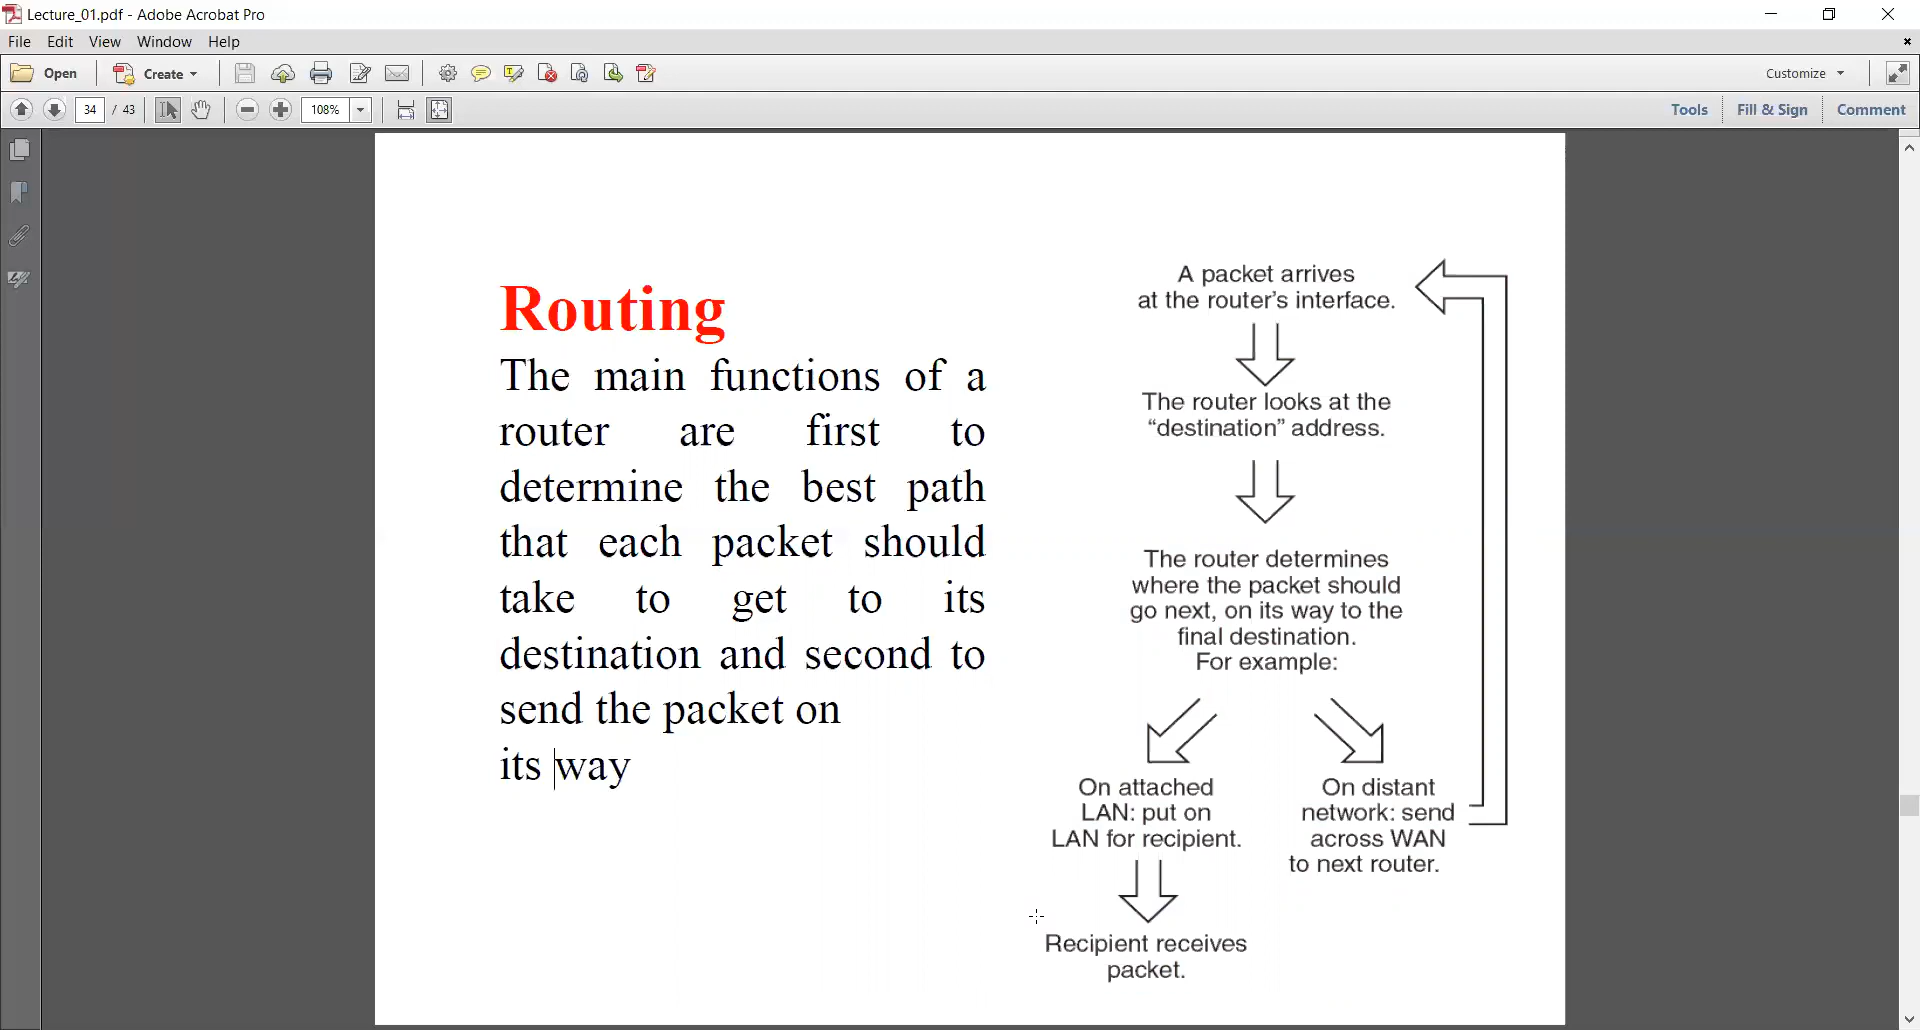 Lecture_01.pdf - Adobe Acrobat Pro
File Edit View Window Help
Open Create Customize
34 / 43 108% Tools Fill & Sign Comment
Routing
The main functions of a
router are first to
determine the best path
that each packet should
take to get to its
destination and second to
send the packet on
its way
A packet arrives
at the router's interface.
The router looks at the
“destination” address.
The router determines
where the packet should
go next, on its way to the
final destination.
For example:
On attached
LAN: put on
LAN for recipient.
On distant
network: send
across WAN
to next router.
Recipient receives
packet.